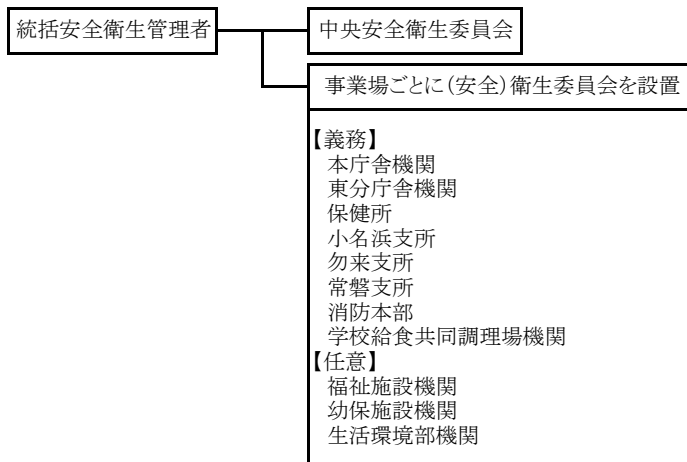 統括安全衛生管理者
中央安全衛生委員会
事業場ごとに(安全)衛生委員会を設置
【義務】
本庁舎機関
東分庁舎機関
保健所
小名浜支所
勿来支所
常磐支所
消防本部
学校給食共同調理場機関
【任意】
福祉施設機関
幼保施設機関
生活環境部機関